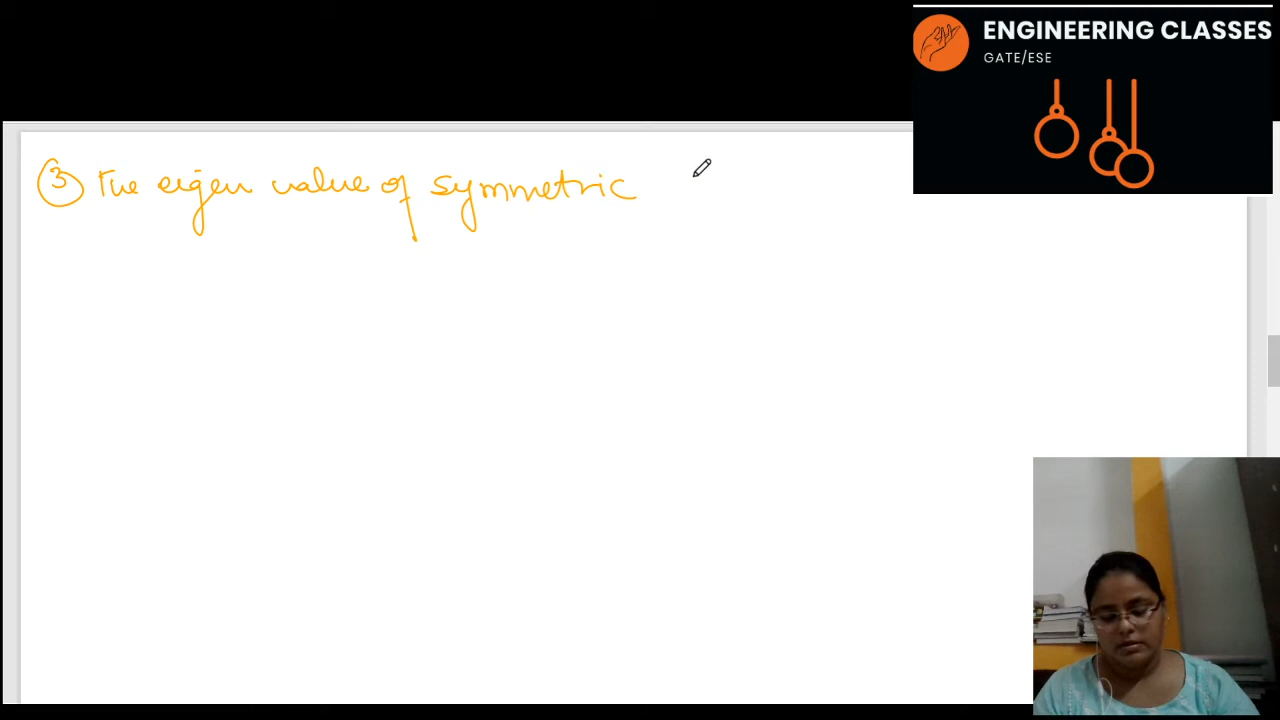 ENGINEERING CLASSES
GATE/ESE
③ The eigen value of symmetric